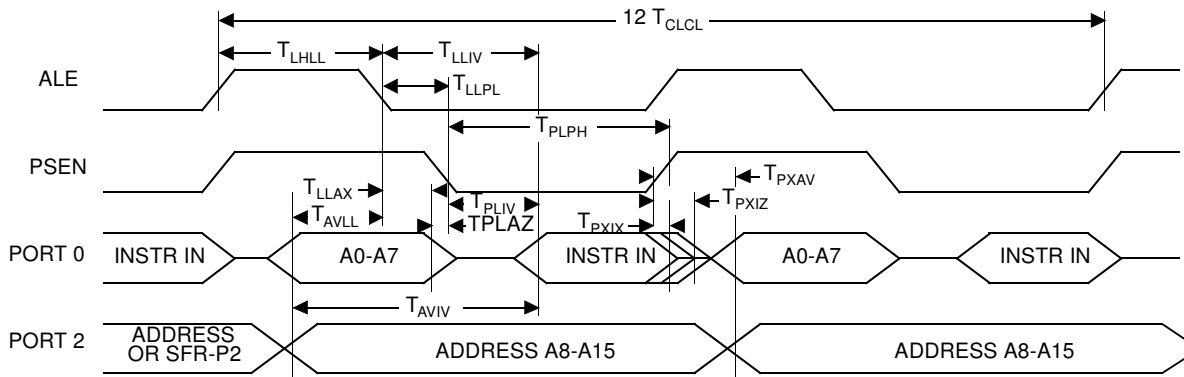 12 TCLCL
TLHLL TLLIV
ALE
TLLPL
TPLPH
PSEN
TLLAX TPXAV
TPLIV TPXIZ
TAVLL TPLAZ TPXIX
PORT 0 INSTR IN A0-A7 INSTR IN A0-A7 INSTR IN
TAVIV
PORT 2 ADDRESS OR SFR-P2 ADDRESS A8-A15 ADDRESS A8-A15